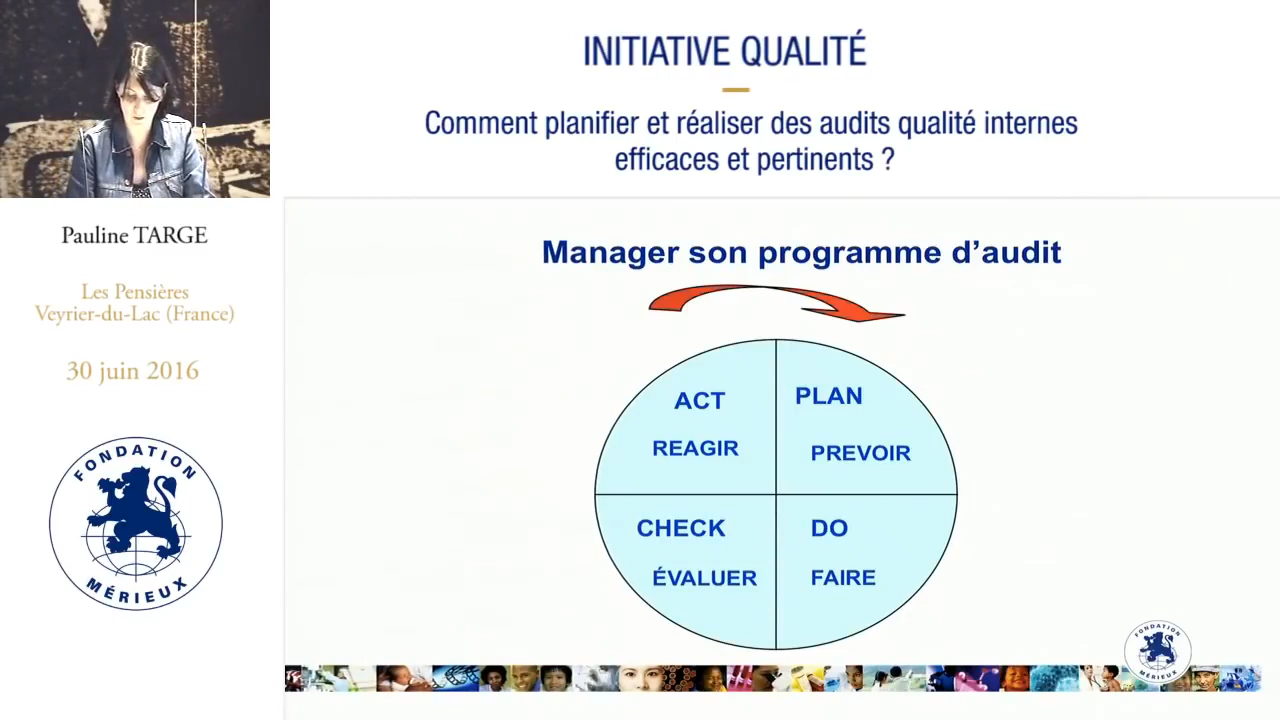 INITIATIVE QUALITÉ
Comment planifier et réaliser des audits qualité internes
efficaces et pertinents ?
Pauline TARGE
Les Pensières
Veyrier-du-Lac (France)
30 juin 2016
FONDATION
MÉRIEUX
Manager son programme d’audit
ACT
PLAN
REAGIR
PREVOIR
CHECK
DO
ÉVALUER
FAIRE
FONDATION
MÉRIEUX